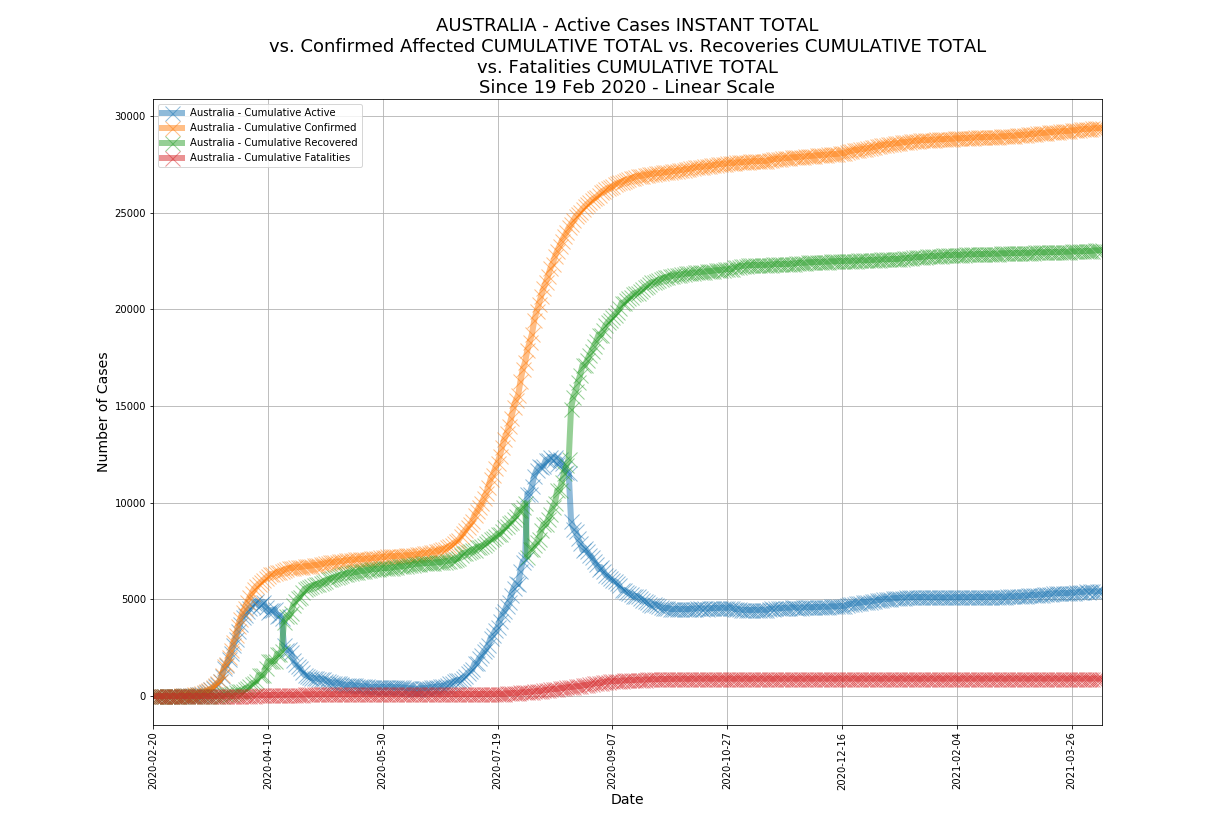 AUSTRALIA - Active Cases INSTANT TOTAL
vs. Confirmed Affected CUMULATIVE TOTAL vs. Recoveries CUMULATIVE TOTAL
vs. Fatalities CUMULATIVE TOTAL
Since 19 Feb 2020 - Linear Scale
Australia - Cumulative Active
Australia - Cumulative Confirmed
Australia - Cumulative Recovered
Australia - Cumulative Fatalities
30000
25000
20000
15000
10000
5000
0
Number of Cases
2020-02-20
2020-04-10
2020-05-30
2020-07-19
2020-09-07
2020-10-27
2020-12-16
2021-02-04
2021-03-26
Date